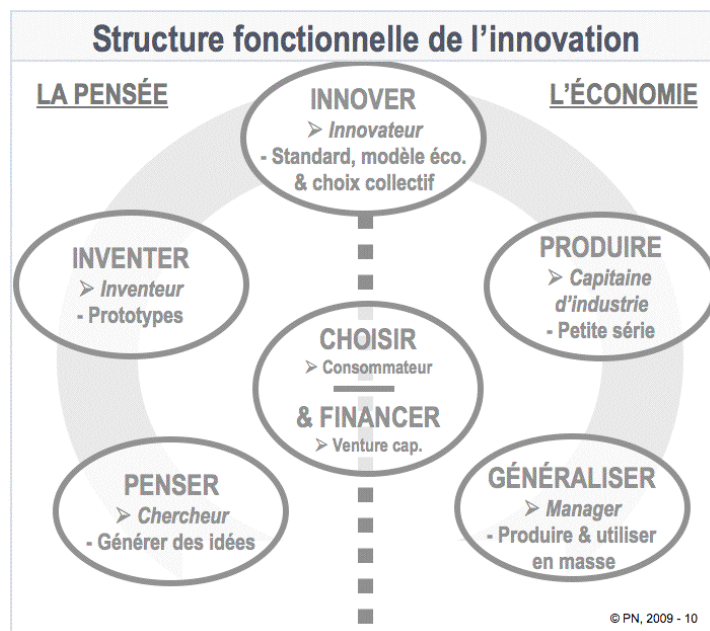 Structure fonctionnelle de l'innovation
LA PENSÉE
L'ÉCONOMIE
INNOVER
➢ Innovateur
- Standard, modèle éco.
& choix collectif
INVENTER
➢ Inventeur
- Prototypes
PRODUIRE
➢ Capitaine
d'industrie
- Petite série
CHOISIR
➢ Consommateur
& FINANCER
➢ Venture cap.
PENSER
➢ Chercheur
- Générer des idées
GÉNÉRALISER
➢ Manager
- Produire & utiliser
en masse
© PN, 2009 - 10